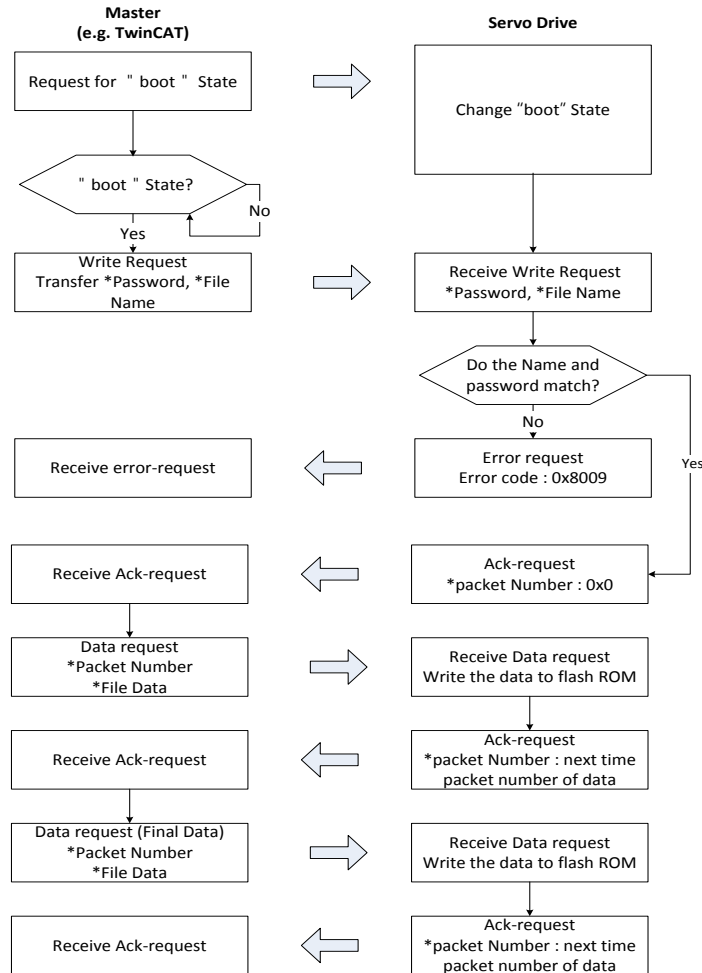 Master
(e.g. TwinCAT)
Servo Drive
Request for " boot " State
Change "boot" State
" boot " State?
No
Yes
Write Request
Transfer *Password, *File
Name
Receive Write Request
*Password, *File Name
Do the Name and
password match?
No
Yes
Receive error-request
Error request
Error code : 0x8009
Receive Ack-request
Ack-request
*packet Number : 0x0
Data request
*Packet Number
*File Data
Receive Data request
Write the data to flash ROM
Receive Ack-request
Ack-request
*packet Number : next time
packet number of data
Data request (Final Data)
*Packet Number
*File Data
Receive Data request
Write the data to flash ROM
Receive Ack-request
Ack-request
*packet Number : next time
packet number of data